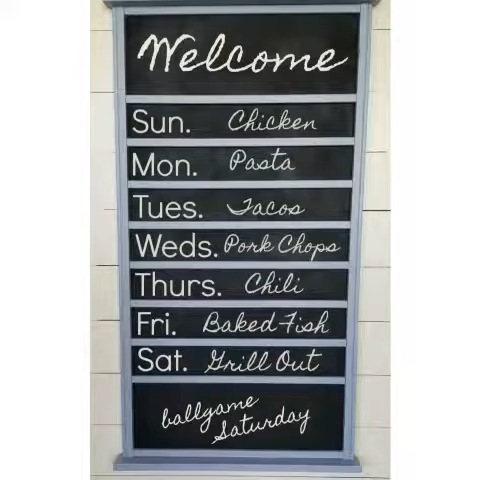 Welcome
Sun. Chicken
Mon. Pasta
Tues. Tacos
Weds. Pork Chops
Thurs. Chili
Fri. Baked Fish
Sat. Grill Out
ballgame
Saturday